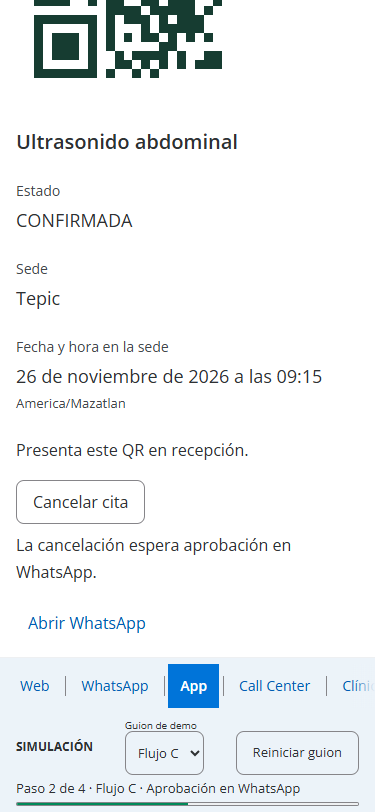 Ultrasonido abdominal
Estado
CONFIRMADA
Sede
Tepic
Fecha y hora en la sede
26 de noviembre de 2026 a las 09:15
America/Mazatlan
Presenta este QR en recepción.
Cancelar cita
La cancelación espera aprobación en
WhatsApp.
Abrir WhatsApp
Web WhatsApp App Call Center Clíni
Guion de demo
SIMULACIÓN Flujo C Reiniciar guion
Paso 2 de 4 · Flujo C · Aprobación en WhatsApp